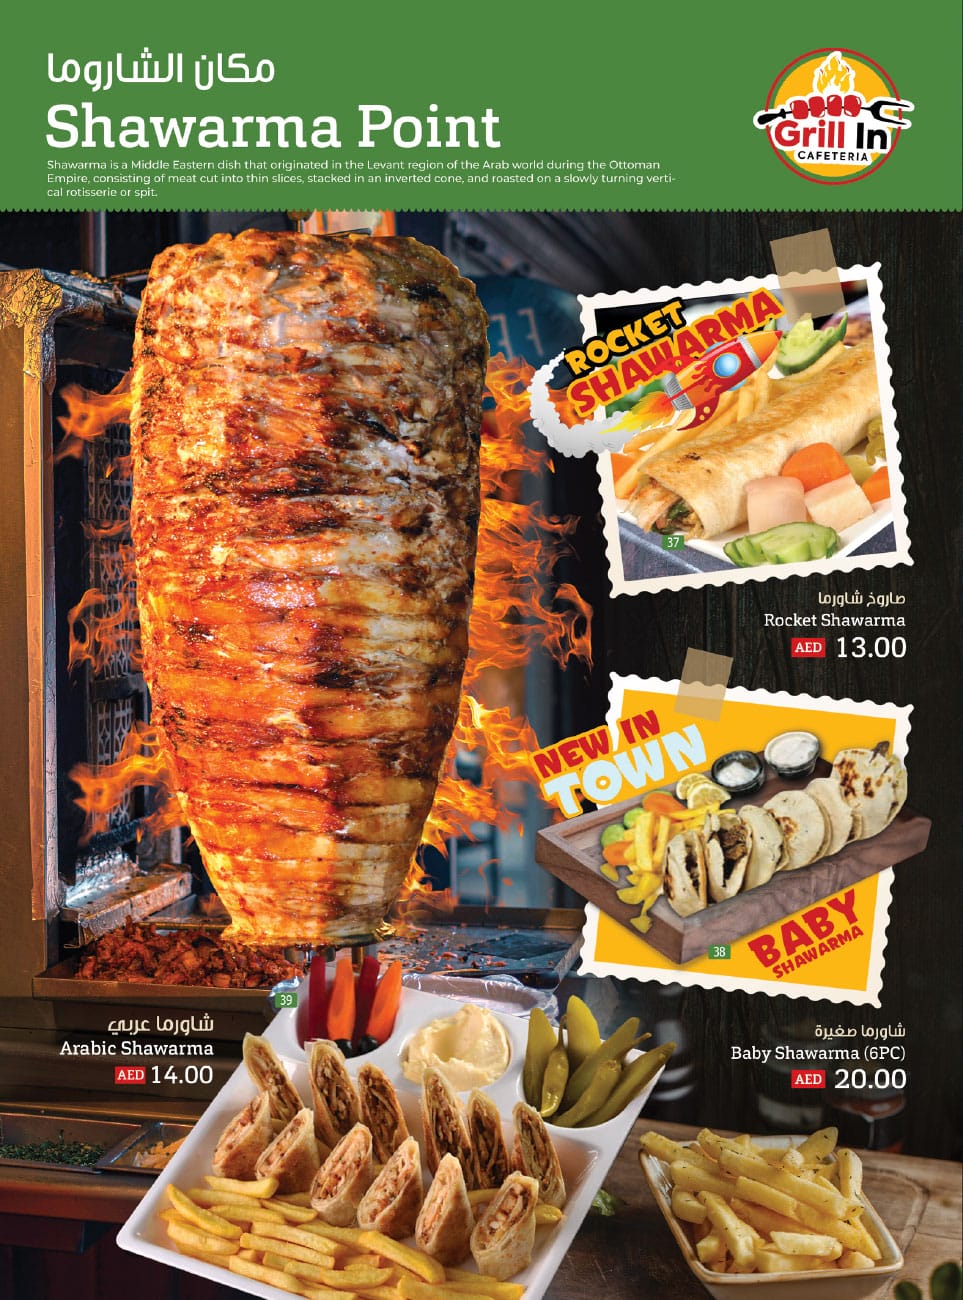 مكان الشاروما
Shawarma Point
Shawarma is a Middle Eastern dish that originated in the Levant region of the Arab world during the Ottoman
Empire, consisting of meat cut into thin slices, stacked in an inverted cone, and roasted on a slowly turning verti-
cal rotisserie or spit.
Grill In
CAFETERIA
ROCKET
SHAWARMA
37
صاروخ شاورما
Rocket Shawarma
AED 13.00
NEW IN
TOWN
38
BABY
SHAWARMA
شاورما صغيرة
Baby Shawarma (6PC)
AED 20.00
39
شاورما عربي
Arabic Shawarma
AED 14.00